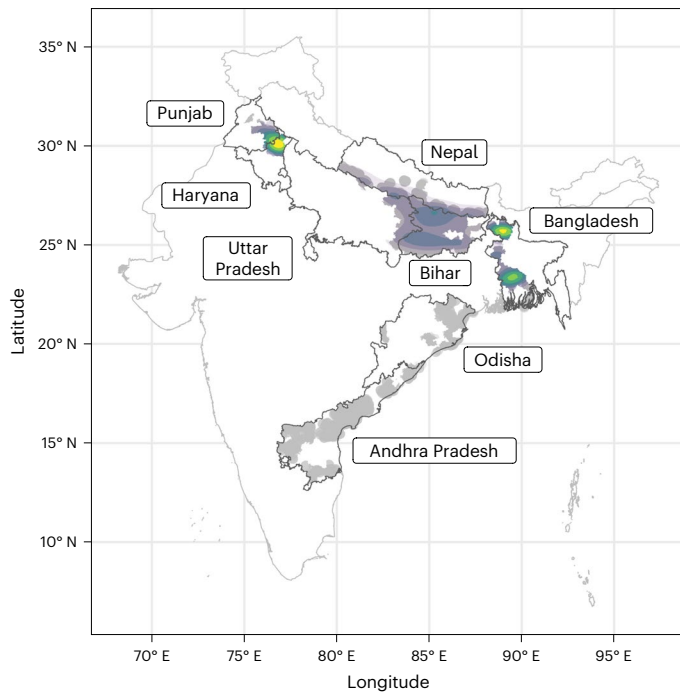 35° N
Punjab
30° N
Nepal
Haryana
Bangladesh
25° N
Uttar
Pradesh
Bihar
Latitude
20° N
Odisha
15° N
Andhra Pradesh
10° N
70° E 75° E 80° E 85° E 90° E 95° E
Longitude